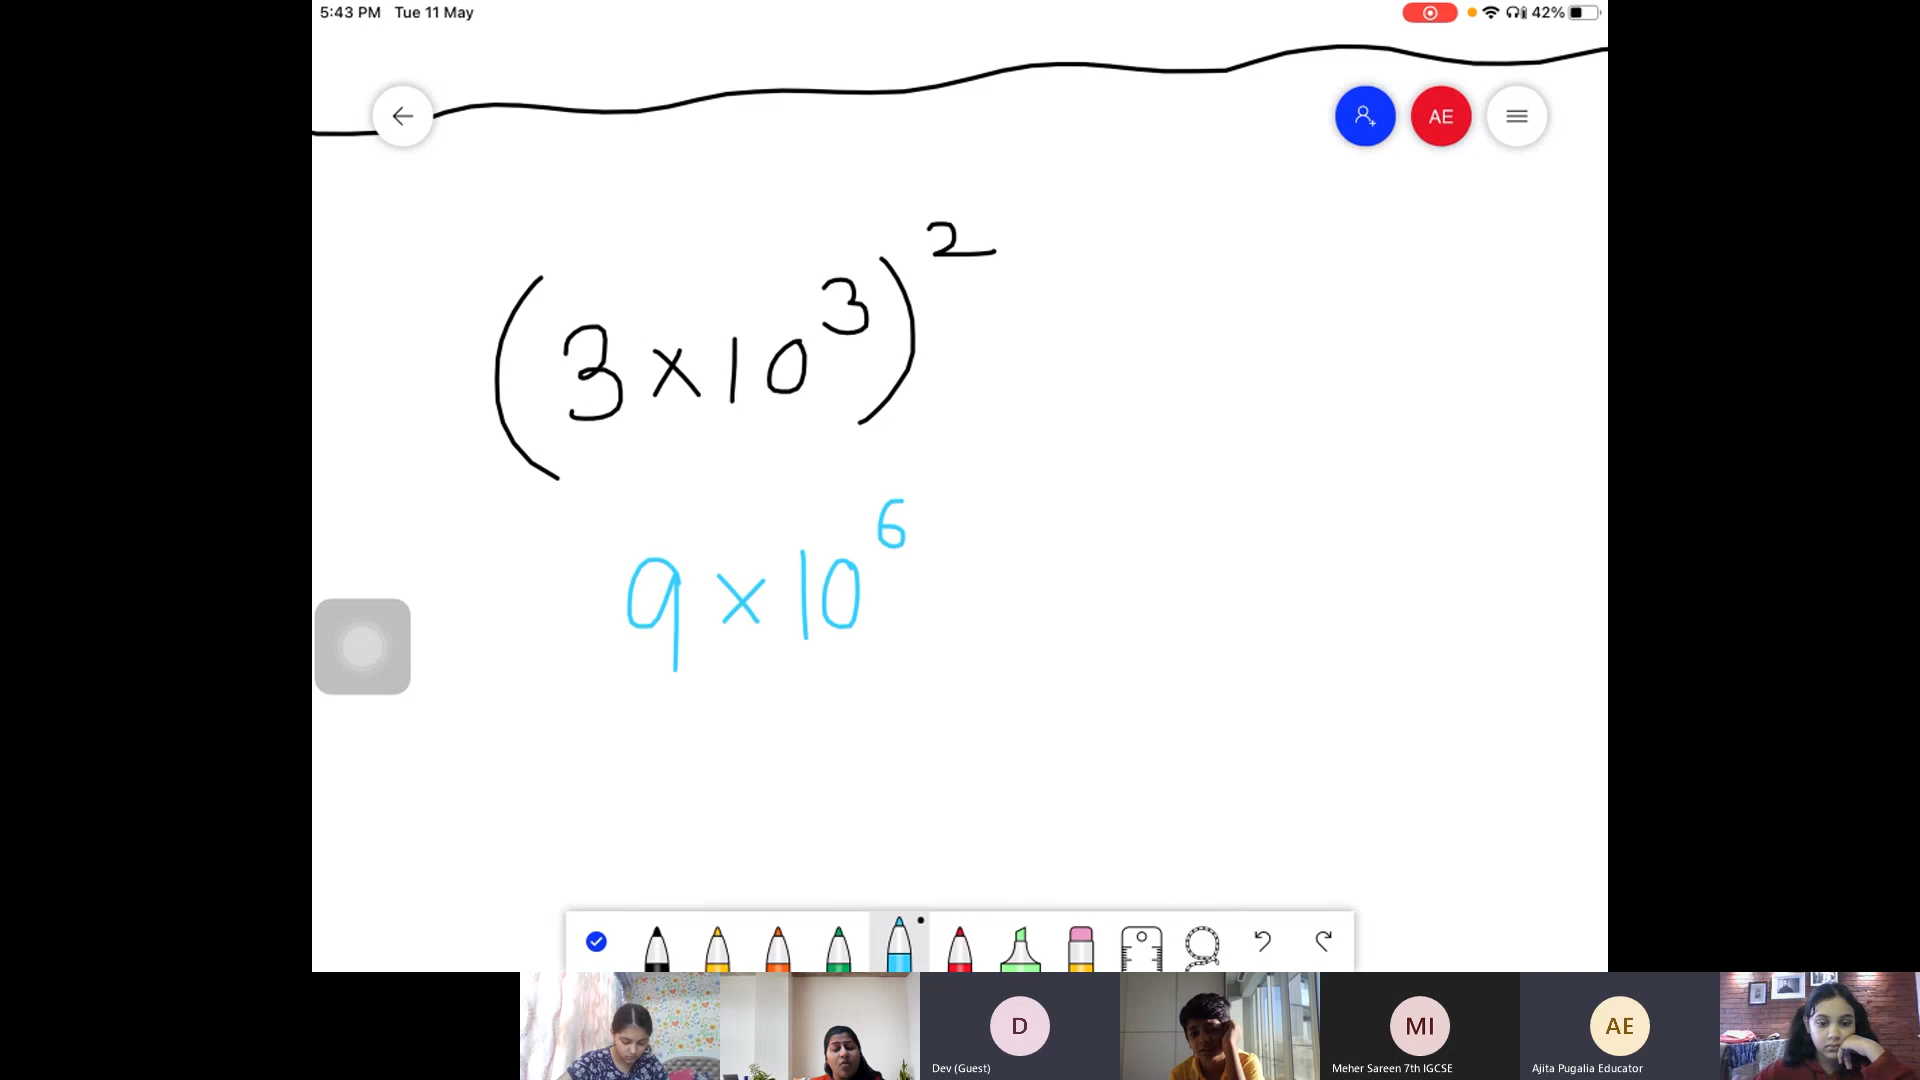 5:43 PM Tue 11 May 42%
AE
(3×10³)²
9×10⁶
D MI AE
Dev (Guest) Meher Sareen 7th IGCSE Ajita Pugalia Educator